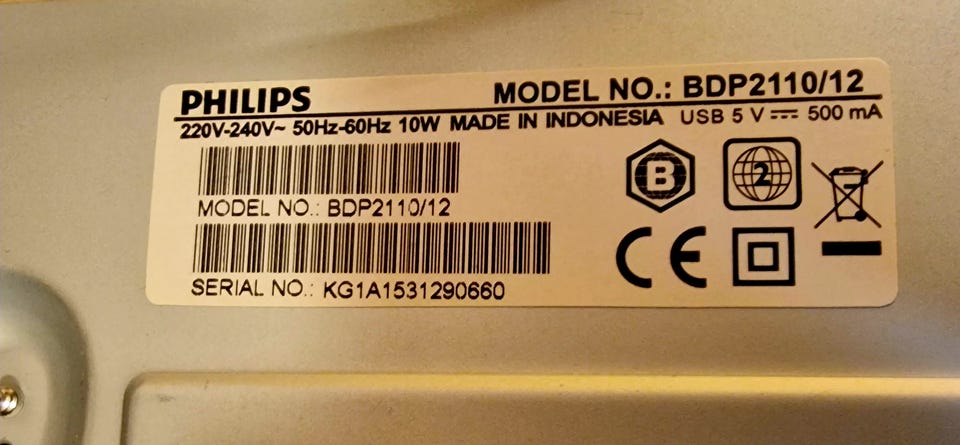 PHILIPS MODEL NO.: BDP2110/12
220V-240V~ 50Hz-60Hz 10W MADE IN INDONESIA USB 5 V ⎓ 500 mA
B 2
MODEL NO.: BDP2110/12
CE
SERIAL NO.: KG1A1531290660